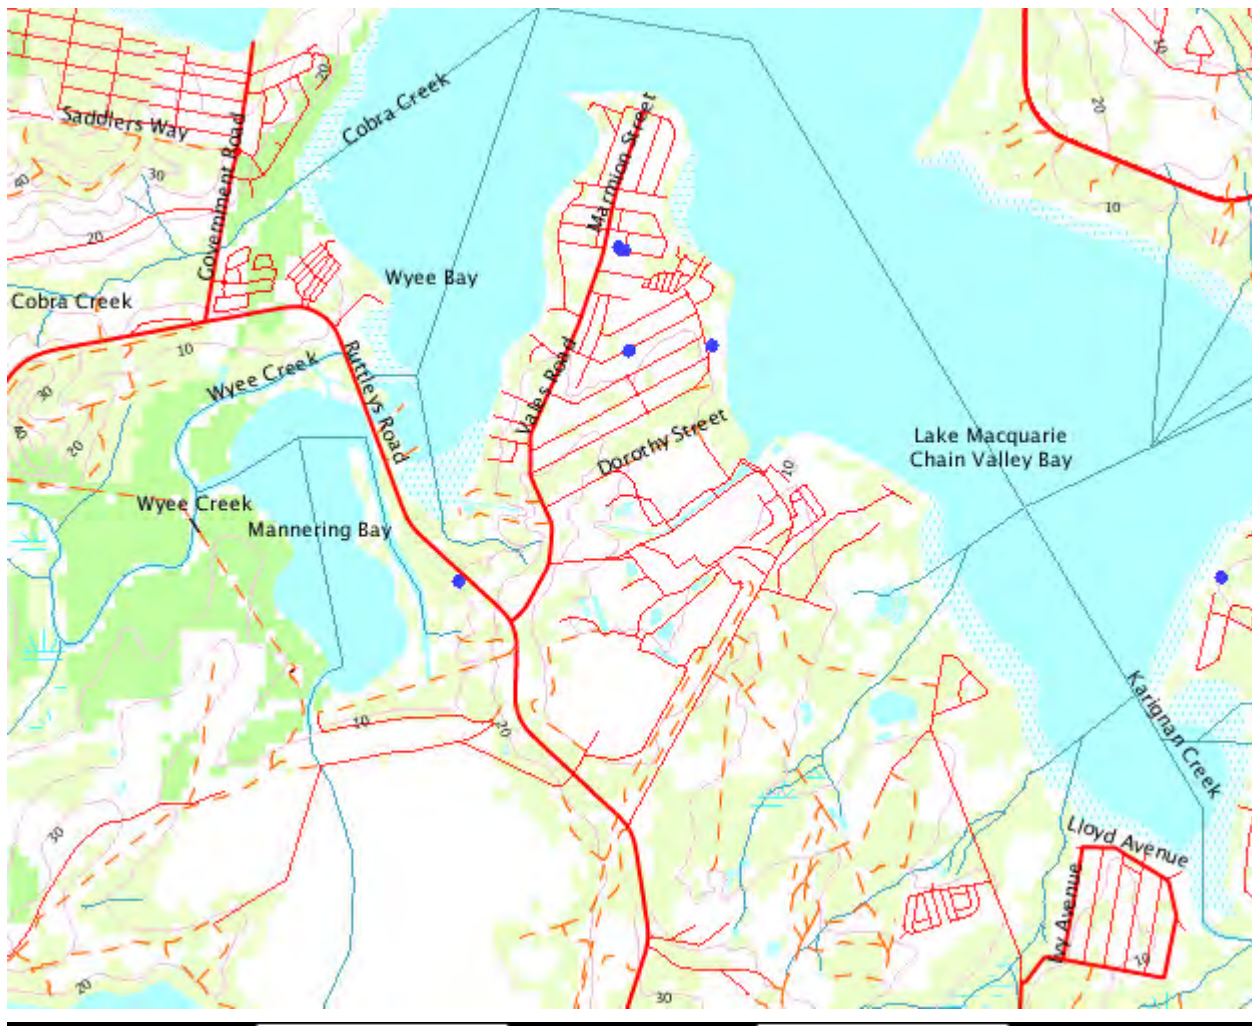 10
20
Cobra Creek
Marmion Street
20
Saddlers Way
Government Road
30
40
10
20
Wyee Bay
Cobra Creek
10
Wyee Creek
Ruttleys Road
Vales Road
30
40
20
Dorothy Street
Lake Macquarie
Chain Valley Bay
10
Wyee Creek
Mannering Bay
Karignan Creek
10
20
30
Lloyd Avenue
Ivy Avenue
10
20
30